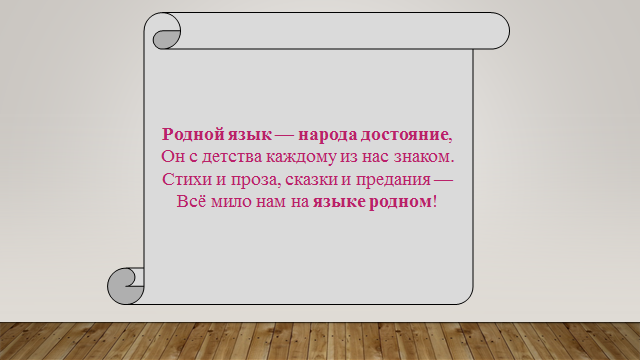 Родной язык — народа достояние,
Он с детства каждому из нас знаком.
Стихи и проза, сказки и предания —
Всё мило нам на языке родном!